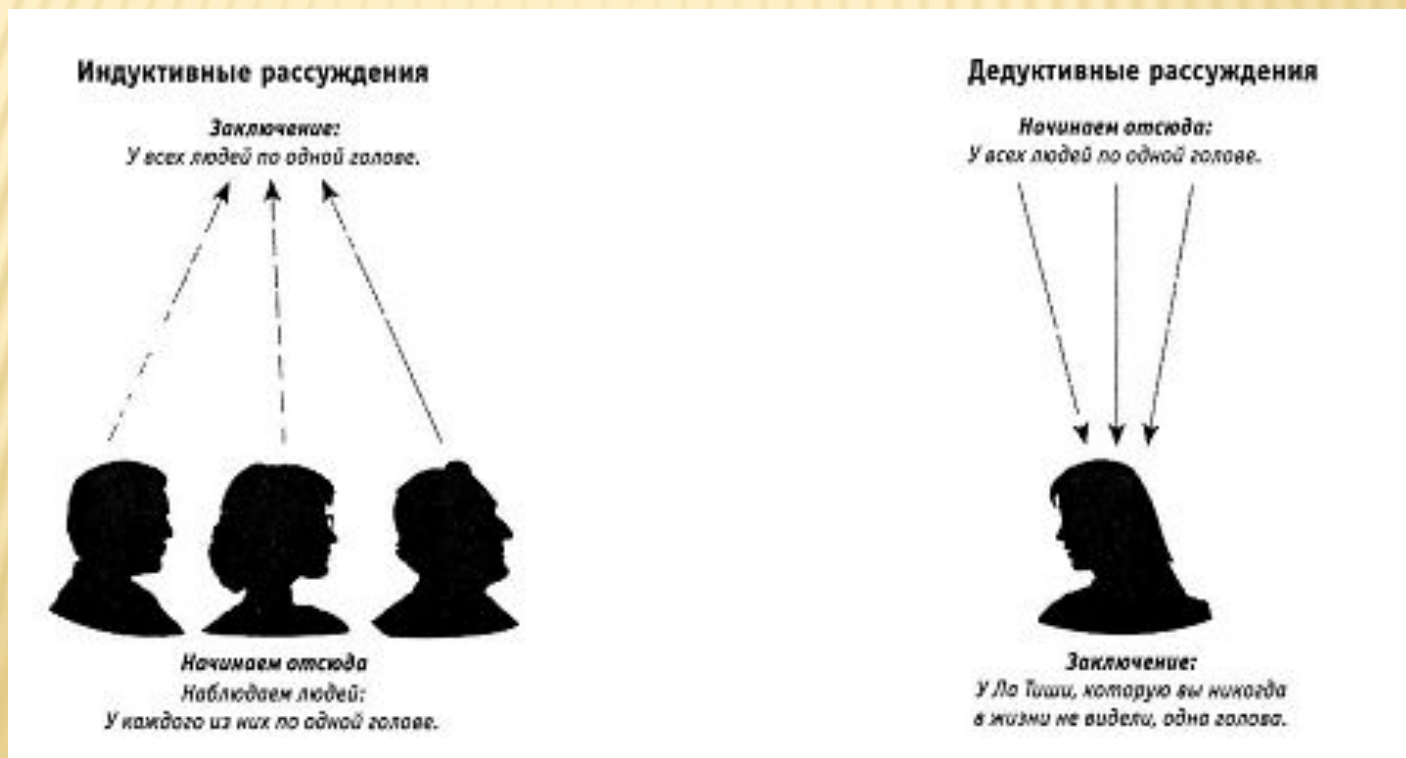 Индуктивные рассуждения
Заключение:
У всех людей по одной голове.
Начинаем отсюда
Наблюдаем людей:
У каждого из них по одной голове.
Дедуктивные рассуждения
Начинаем отсюда:
У всех людей по одной голове.
Заключение:
У Ла Тиши, которую вы никогда
в жизни не видели, одна голова.